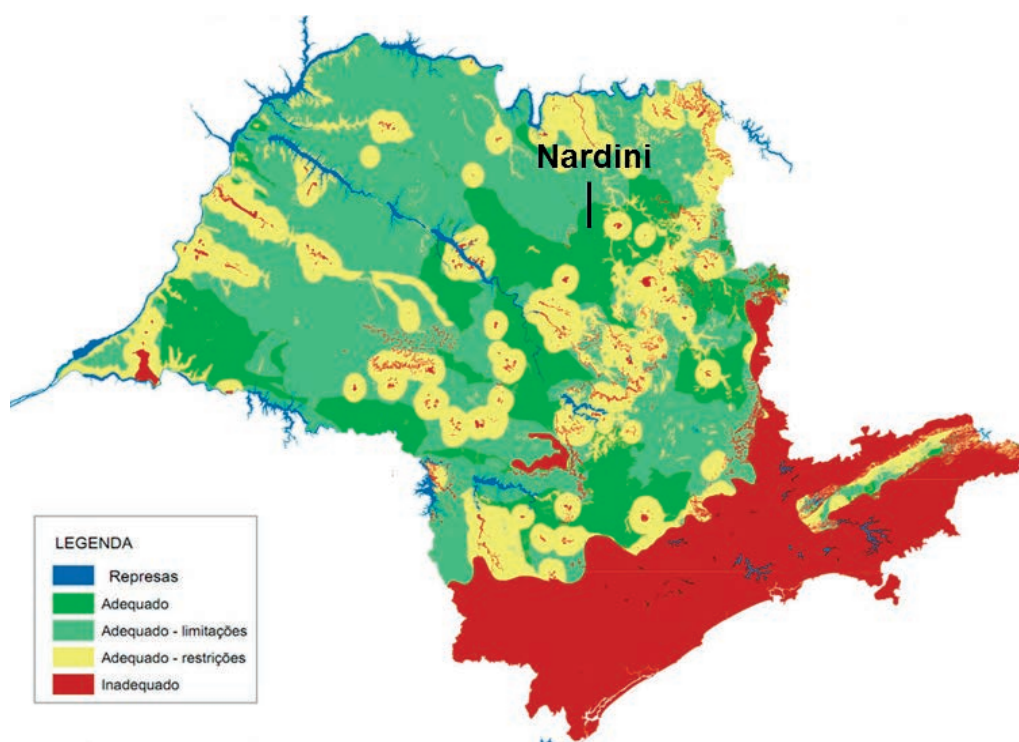 Nardini
LEGENDA
Represas
Adequado
Adequado - limitações
Adequado - restrições
Inadequado